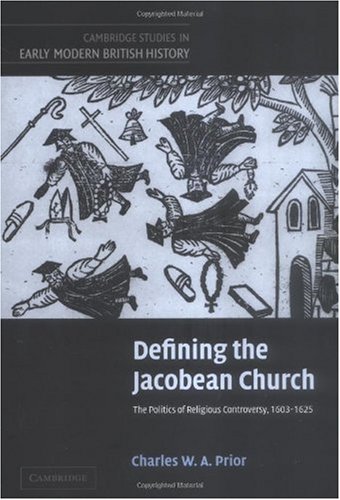 CAMBRIDGE STUDIES IN
EARLY MODERN BRITISH HISTORY
Defining the
Jacobean Church
The Politics of Religious Controversy, 1603–1625
Charles W. A. Prior
CAMBRIDGE